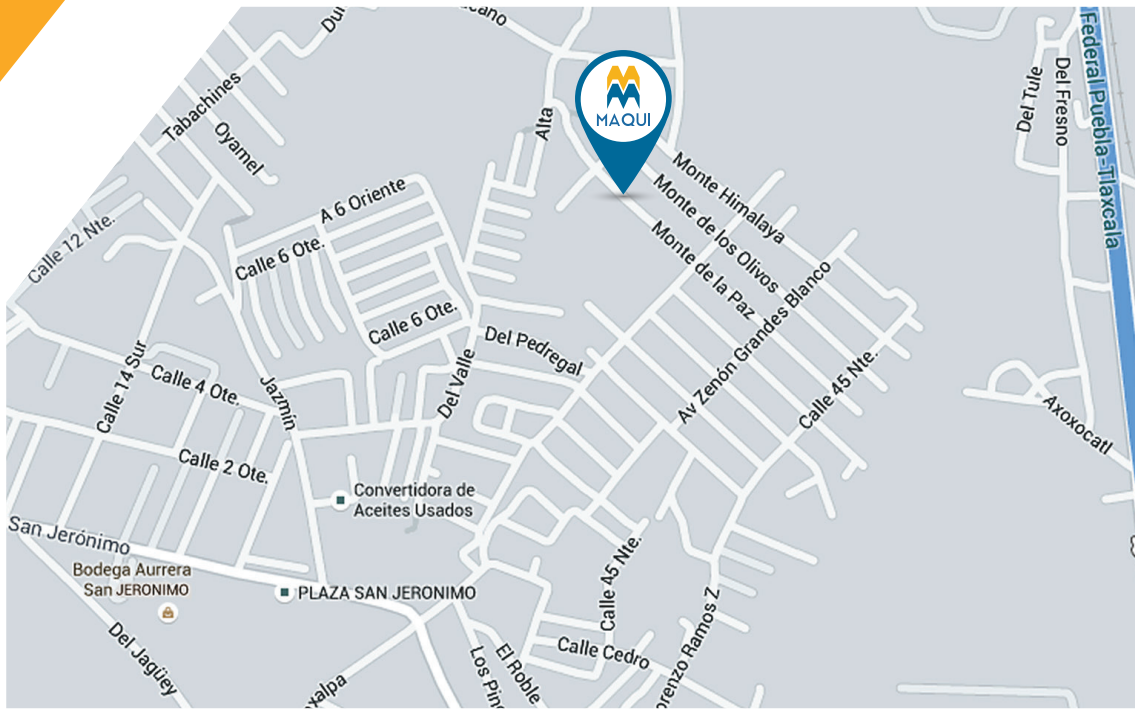 Federal Puebla-Tlaxcala
Del Tule
Del Fresno
Tabachines
Oyamel
Alta
MAQUI
Monte Himalaya
Monte de los Olivos
Monte de la Paz
A 6 Oriente
Calle 12 Nte.
Calle 6 Ote.
Calle 6 Ote.
Del Pedregal
Av Zenón Grandes Blanco
Calle 45 Nte.
Calle 14 Sur
Calle 4 Ote.
Jazmín
Del Valle
Axoxocatl
Calle 2 Ote.
Convertidora de
Aceites Usados
San Jerónimo
Bodega Aurrera
San JERONIMO
PLAZA SAN JERONIMO
Calle 45 Nte.
Del Jagüey
El Roble
Calle Cedro